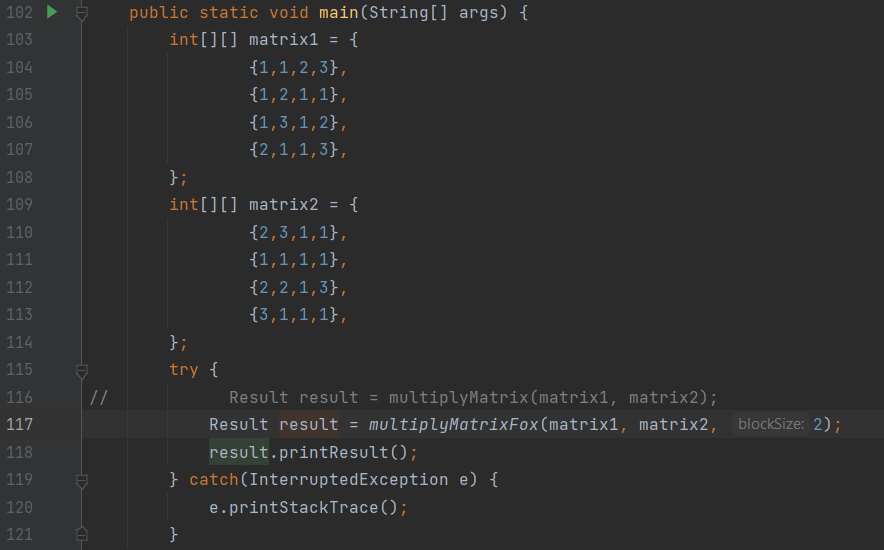 102 public static void main(String[] args) {
103 int[][] matrix1 = {
104 {1,1,2,3},
105 {1,2,1,1},
106 {1,3,1,2},
107 {2,1,1,3},
108 };
109 int[][] matrix2 = {
110 {2,3,1,1},
111 {1,1,1,1},
112 {2,2,1,3},
113 {3,1,1,1},
114 };
115 try {
116 // Result result = multiplyMatrix(matrix1, matrix2);
117 Result result = multiplyMatrixFox(matrix1, matrix2, blockSize: 2);
118 result.printResult();
119 } catch(InterruptedException e) {
120 e.printStackTrace();
121 }